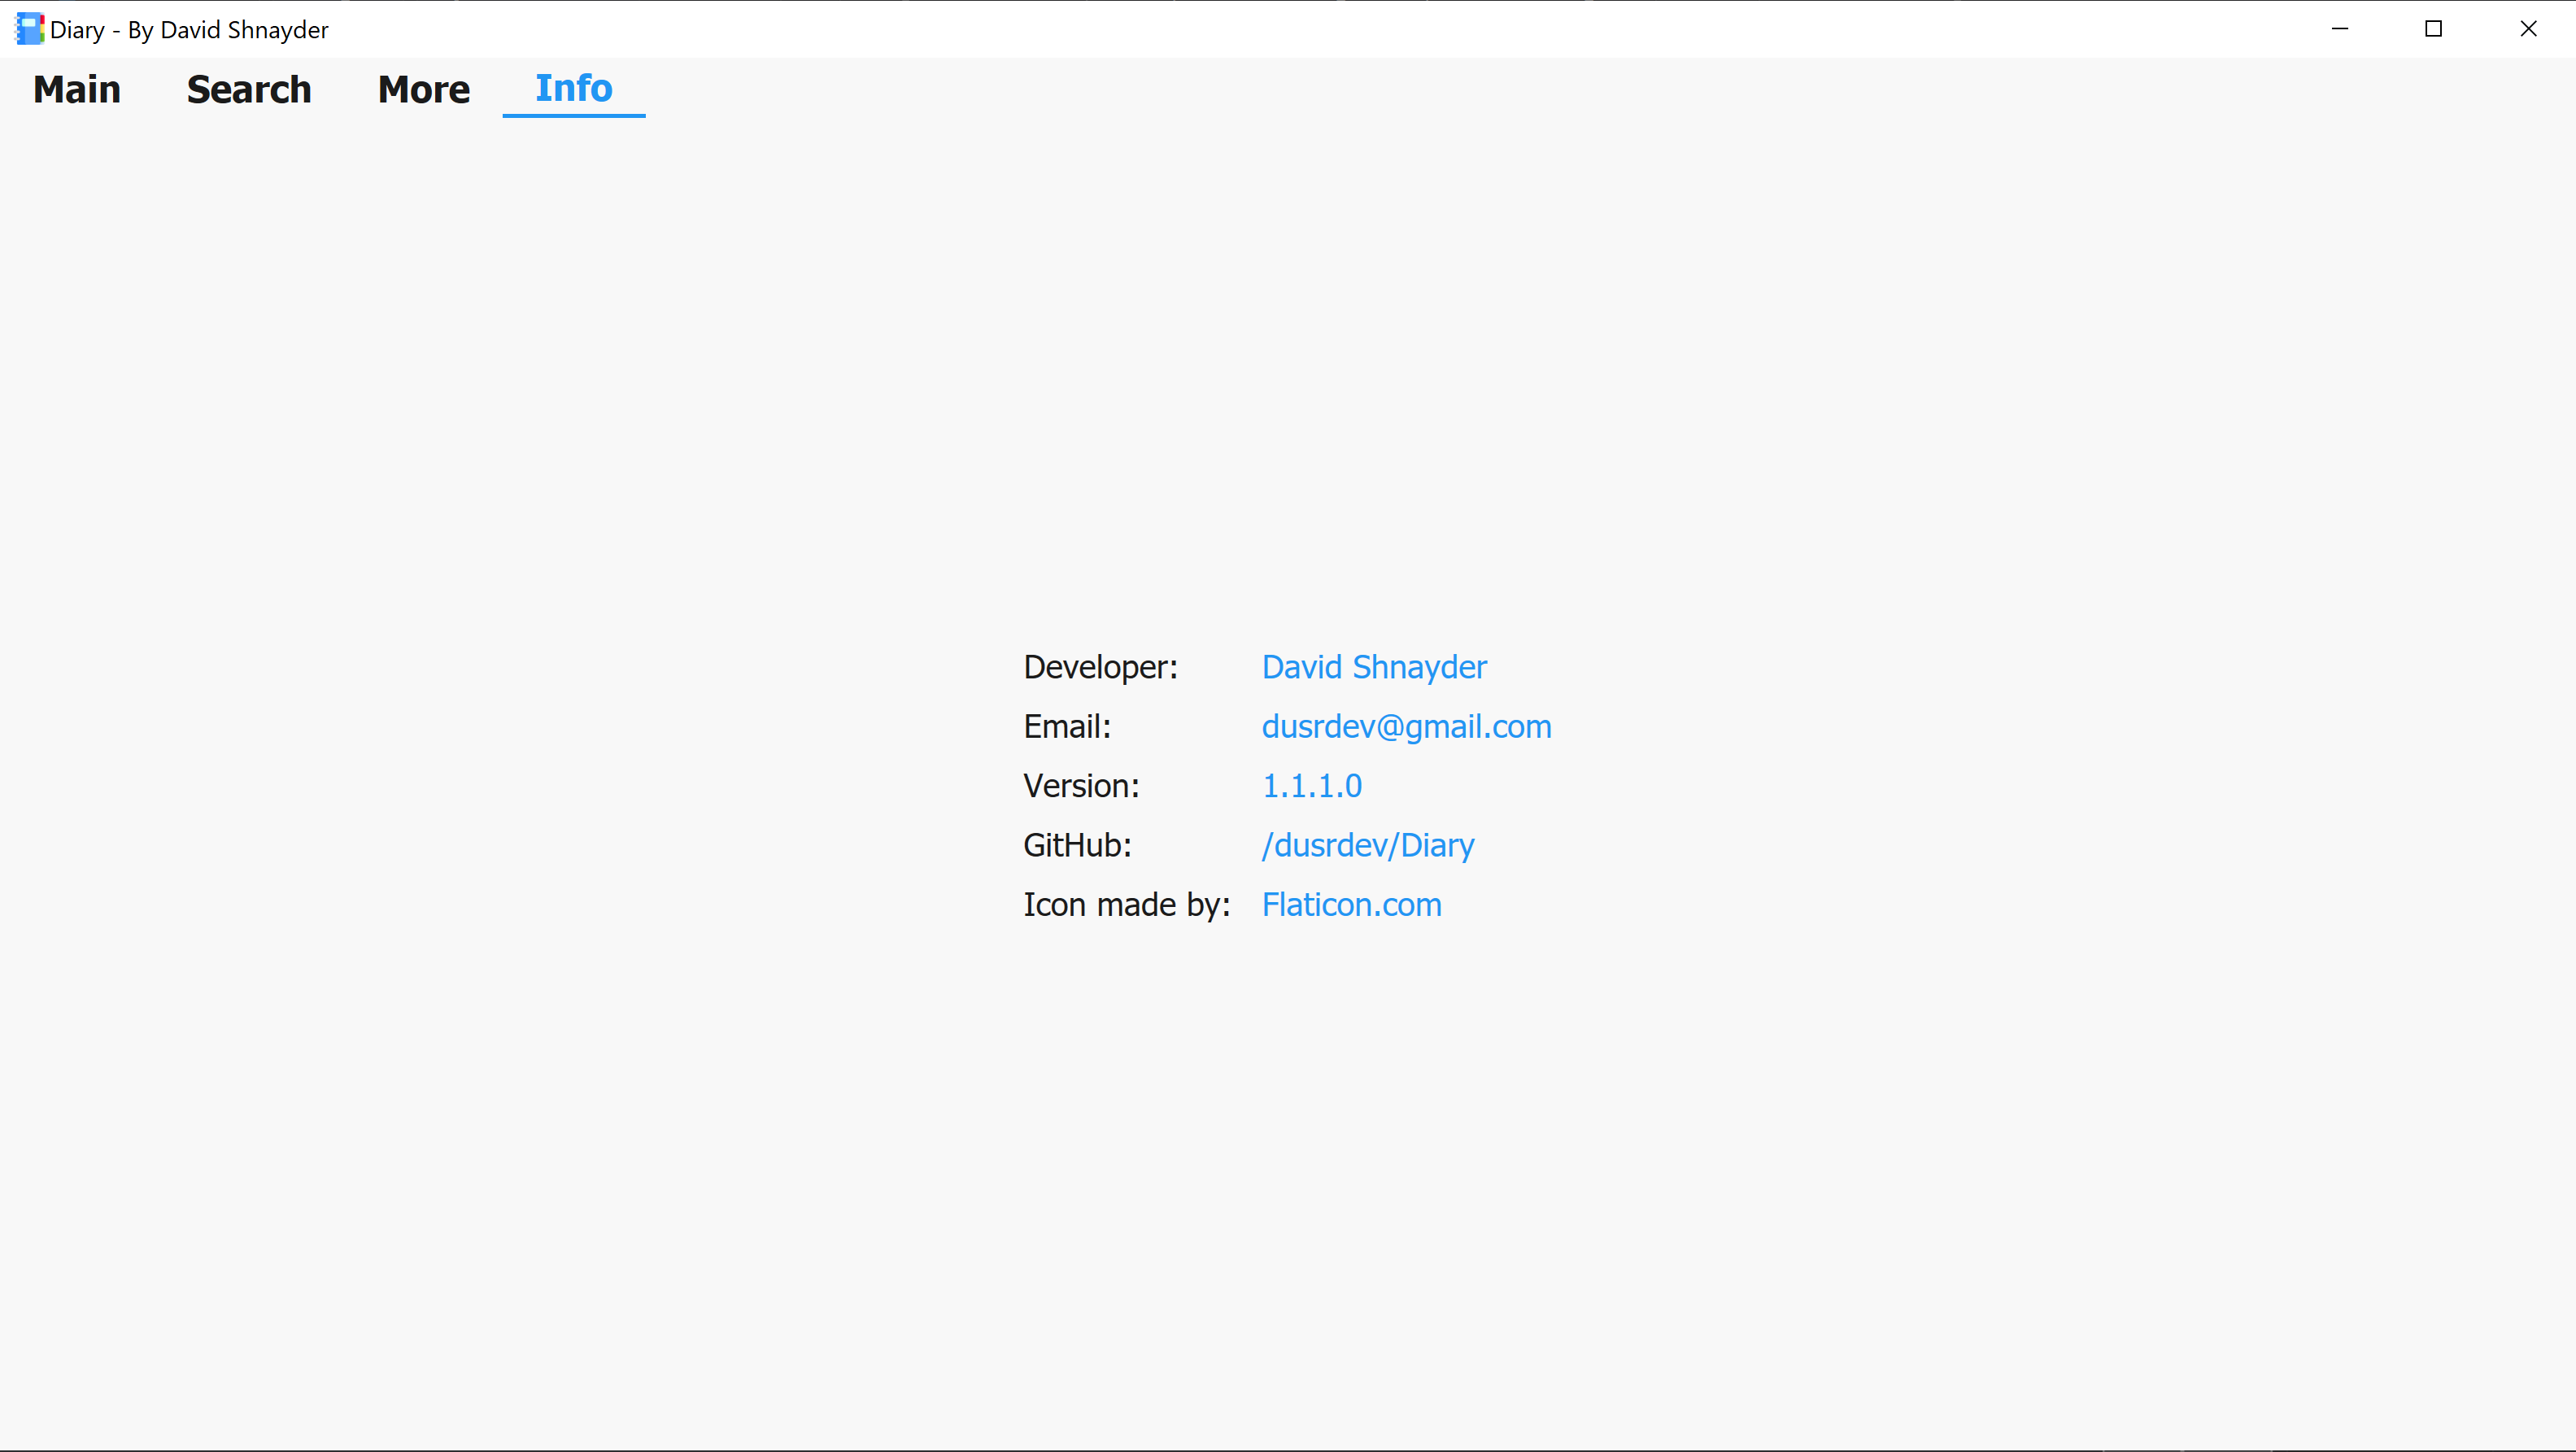 Diary - By David Shnayder
Main Search More Info
Developer: David Shnayder
Email: dusrdev@gmail.com
Version: 1.1.1.0
GitHub: /dusrdev/Diary
Icon made by: Flaticon.com